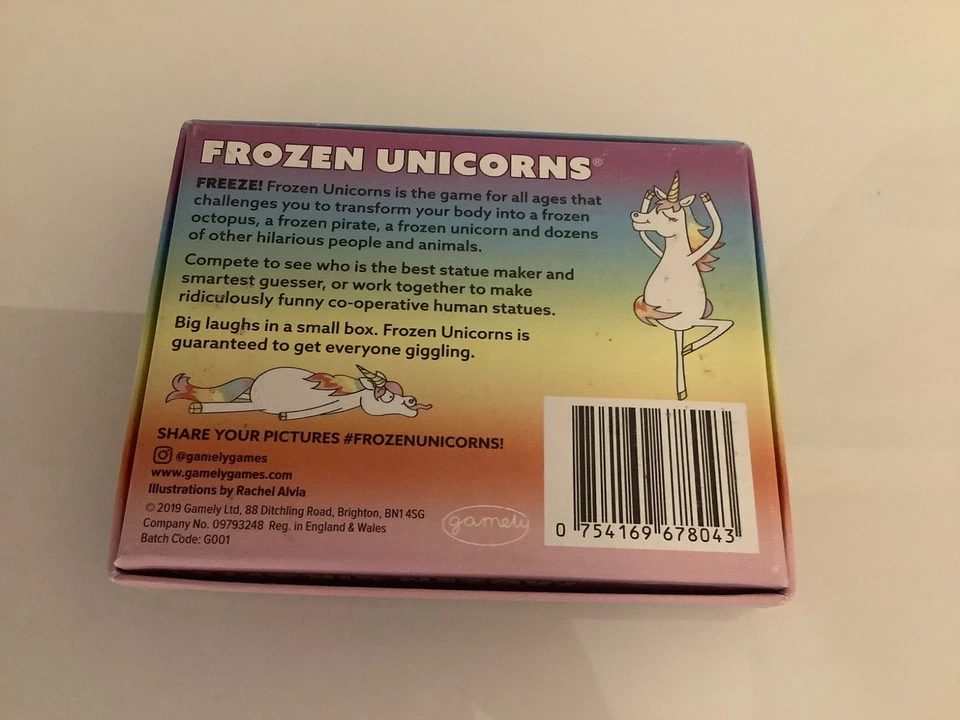 FROZEN UNICORNS®
FREEZE! Frozen Unicorns is the game for all ages that
challenges you to transform your body into a frozen
octopus, a frozen pirate, a frozen unicorn and dozens
of other hilarious people and animals.
Compete to see who is the best statue maker and
smartest guesser, or work together to make
ridiculously funny co-operative human statues.
Big laughs in a small box. Frozen Unicorns is
guaranteed to get everyone giggling.
SHARE YOUR PICTURES #FROZENUNICORNS!
@gamelygames
www.gamelygames.com
Illustrations by Rachel Alvia
© 2019 Gamely Ltd, 88 Ditchling Road, Brighton, BN1 4SG
Company No. 09793248 Reg. in England & Wales
Batch Code: G001
gamely
0 754169 678043